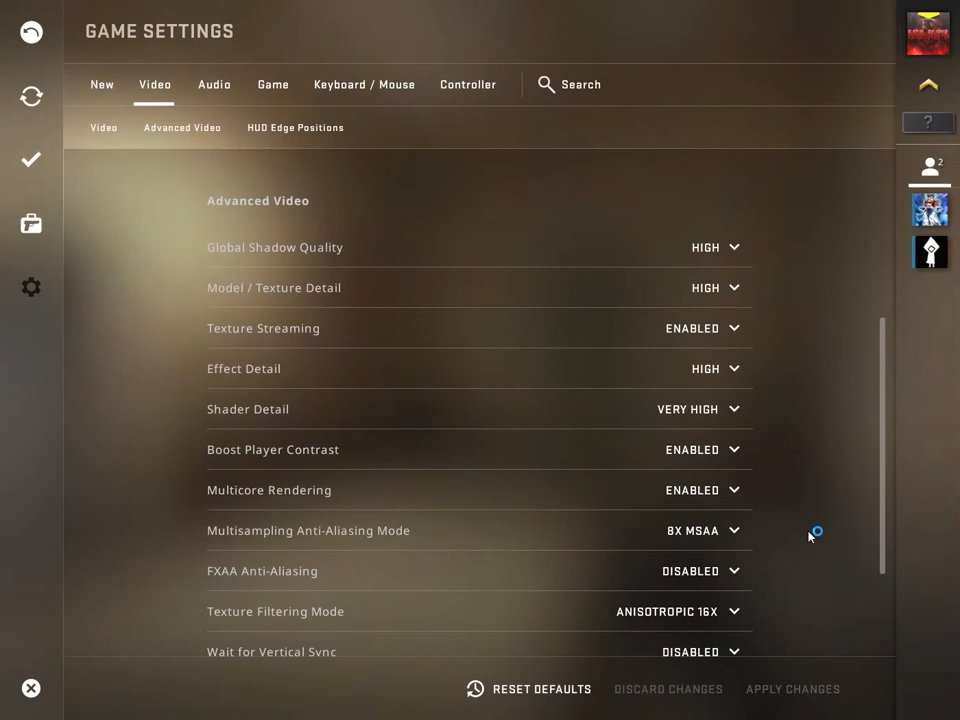 GAME SETTINGS
New Video Audio Game Keyboard / Mouse Controller Search
Video Advanced Video HUD Edge Positions
?
2
Advanced Video
Global Shadow Quality HIGH
Model / Texture Detail HIGH
Texture Streaming ENABLED
Effect Detail HIGH
Shader Detail VERY HIGH
Boost Player Contrast ENABLED
Multicore Rendering ENABLED
Multisampling Anti-Aliasing Mode 8X MSAA
FXAA Anti-Aliasing DISABLED
Texture Filtering Mode ANISOTROPIC 16X
Wait for Vertical Sync DISABLED
RESET DEFAULTS DISCARD CHANGES APPLY CHANGES